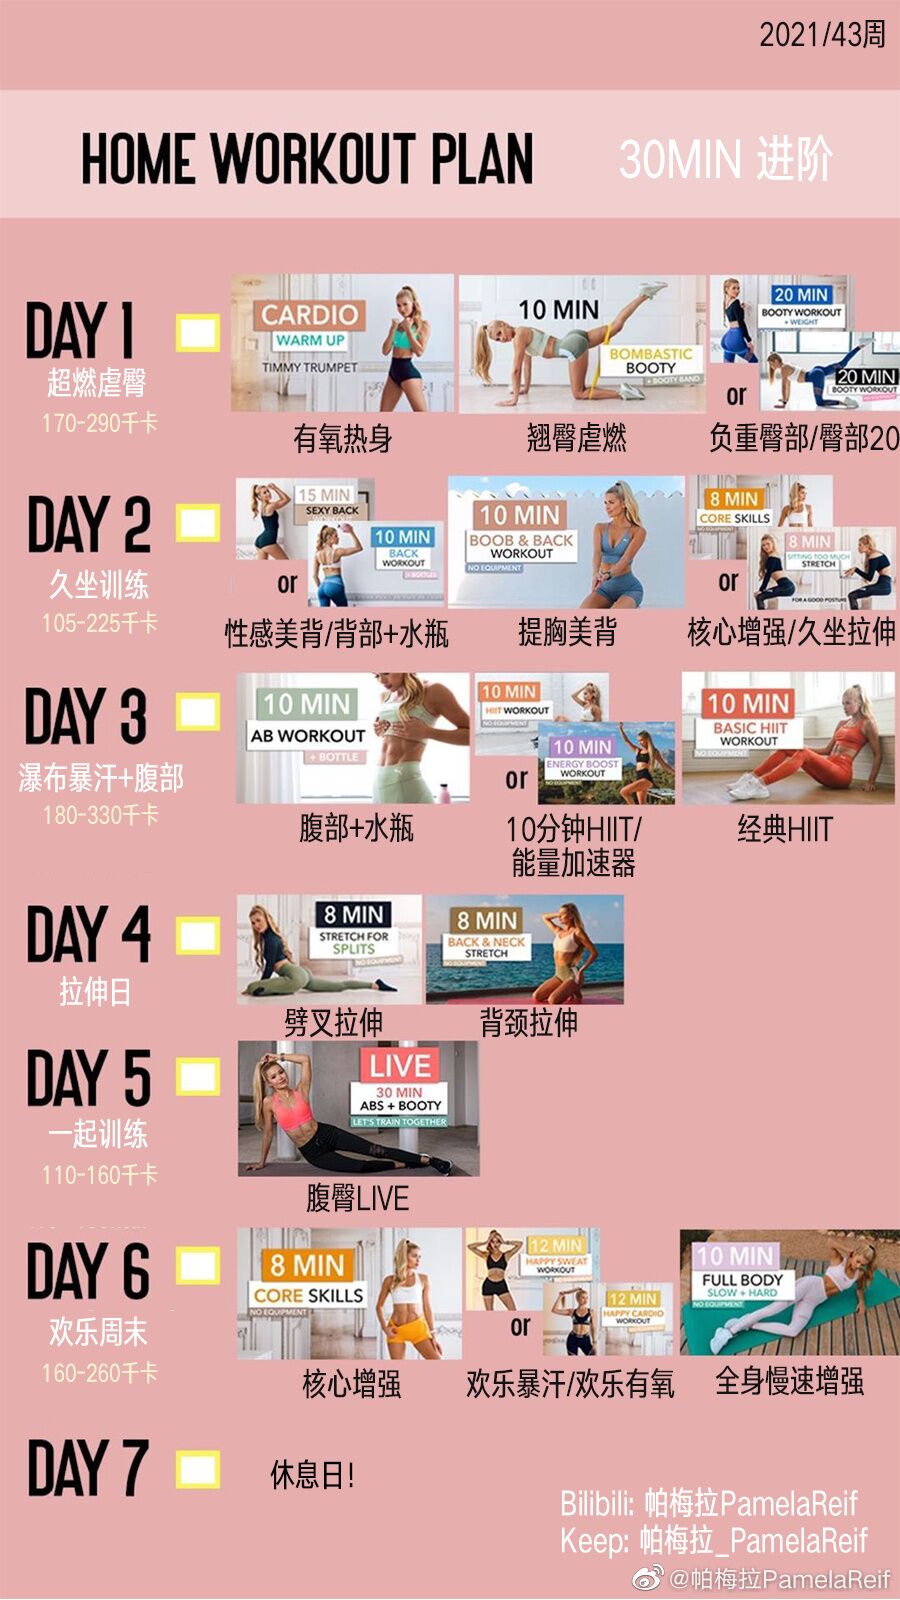 2021/43周
HOME WORKOUT PLAN
30MIN 进阶
DAY 1
超燃虐臀
170-290千卡
CARDIO
WARM UP
TIMMY TRUMPET
有氧热身
10 MIN
BOMBASTIC
BOOTY
+ BOOTY BAND
翘臀虐燃
20 MIN
BOOTY WORKOUT
+ WEIGHT
or
20 MIN
BOOTY WORKOUT
负重臀部/臀部20
DAY 2
久坐训练
105-225千卡
15 MIN
SEXY BACK
or
10 MIN
BACK
WORKOUT
+ BOTTLES
性感美背/背部+水瓶
10 MIN
BOOB & BACK
WORKOUT
NO EQUIPMENT
提胸美背
8 MIN
CORE SKILLS
NO EQUIPMENT
or
8 MIN
SITTING TOO MUCH
STRETCH
FOR A GOOD POSTURE
核心增强/久坐拉伸
DAY 3
瀑布暴汗+腹部
180-330千卡
10 MIN
AB WORKOUT
+ BOTTLE
腹部+水瓶
10 MIN
HIIT WORKOUT
NO EQUIPMENT
or
10 MIN
ENERGY BOOST
WORKOUT
NO EQUIPMENT
10分钟HIIT/
能量加速器
10 MIN
BASIC HIIT
WORKOUT
NO EQUIPMENT
经典HIIT
DAY 4
拉伸日
8 MIN
STRETCH FOR
SPLITS
NO EQUIPMENT
劈叉拉伸
8 MIN
BACK & NECK
STRETCH
NO EQUIPMENT
背颈拉伸
DAY 5
一起训练
110-160千卡
LIVE
30 MIN
ABS + BOOTY
LET'S TRAIN TOGETHER
腹臀LIVE
DAY 6
欢乐周末
160-260千卡
8 MIN
CORE SKILLS
NO EQUIPMENT
核心增强
12 MIN
HAPPY SWEAT
WORKOUT
or
12 MIN
HAPPY CARDIO
WORKOUT
欢乐暴汗/欢乐有氧
10 MIN
FULL BODY
SLOW + HARD
NO EQUIPMENT
全身慢速增强
DAY 7
休息日!
Bilibili: 帕梅拉PamelaReif
Keep: 帕梅拉_PamelaReif
@帕梅拉PamelaReif